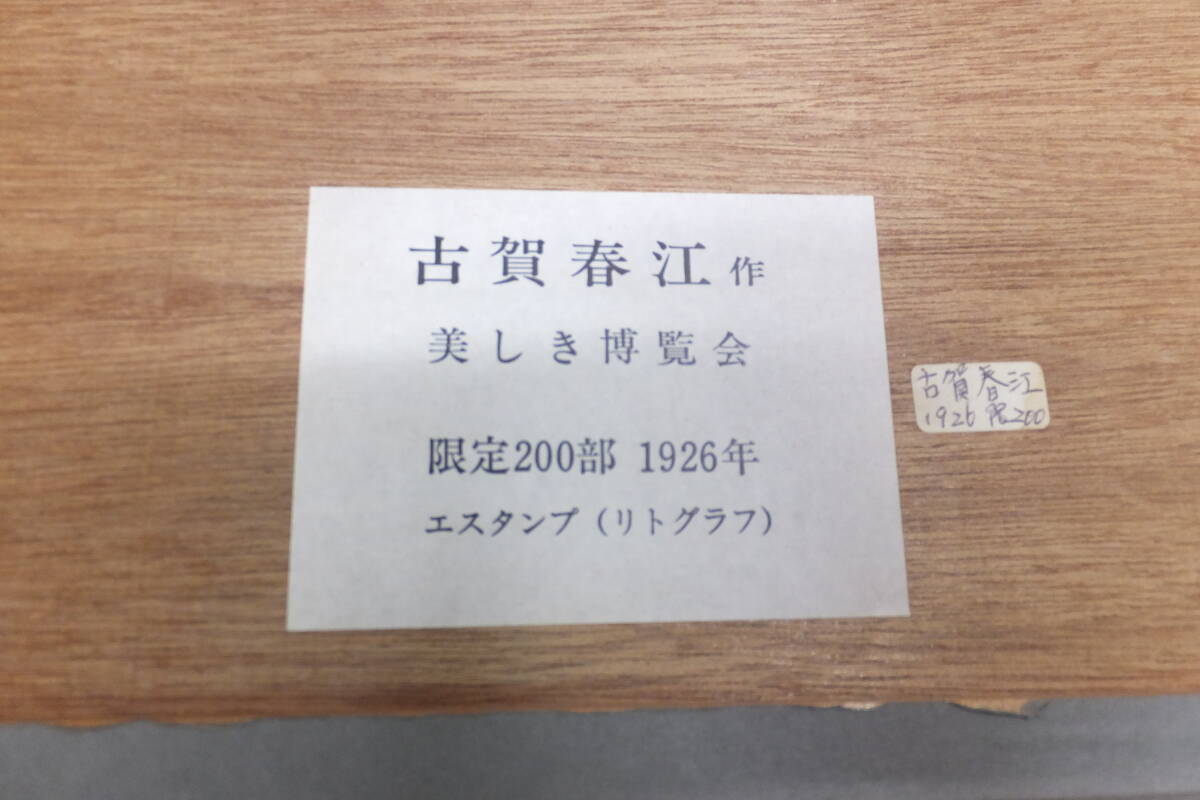 古賀春江作
美しき博覧会
限定200部 1926年
エスタンプ（リトグラフ）
古賀春江
1926 限200